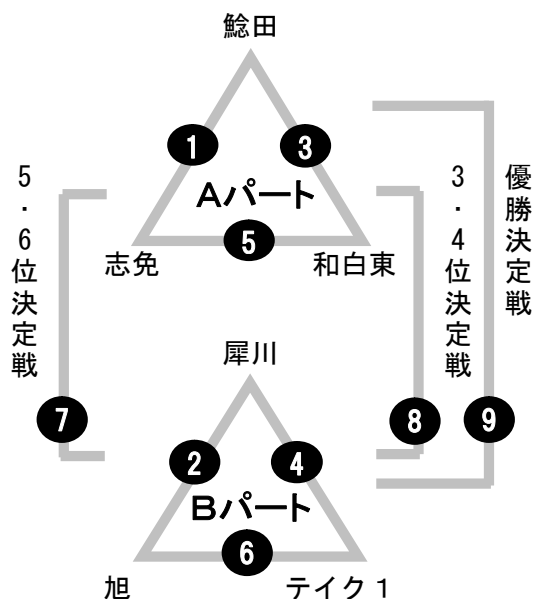 鯰田
1
3
Aパート
5
志免
和白東
5・6位決定戦
3・4位決定戦
優勝決定戦
犀川
7
8
9
2
4
Bパート
6
旭
テイク1